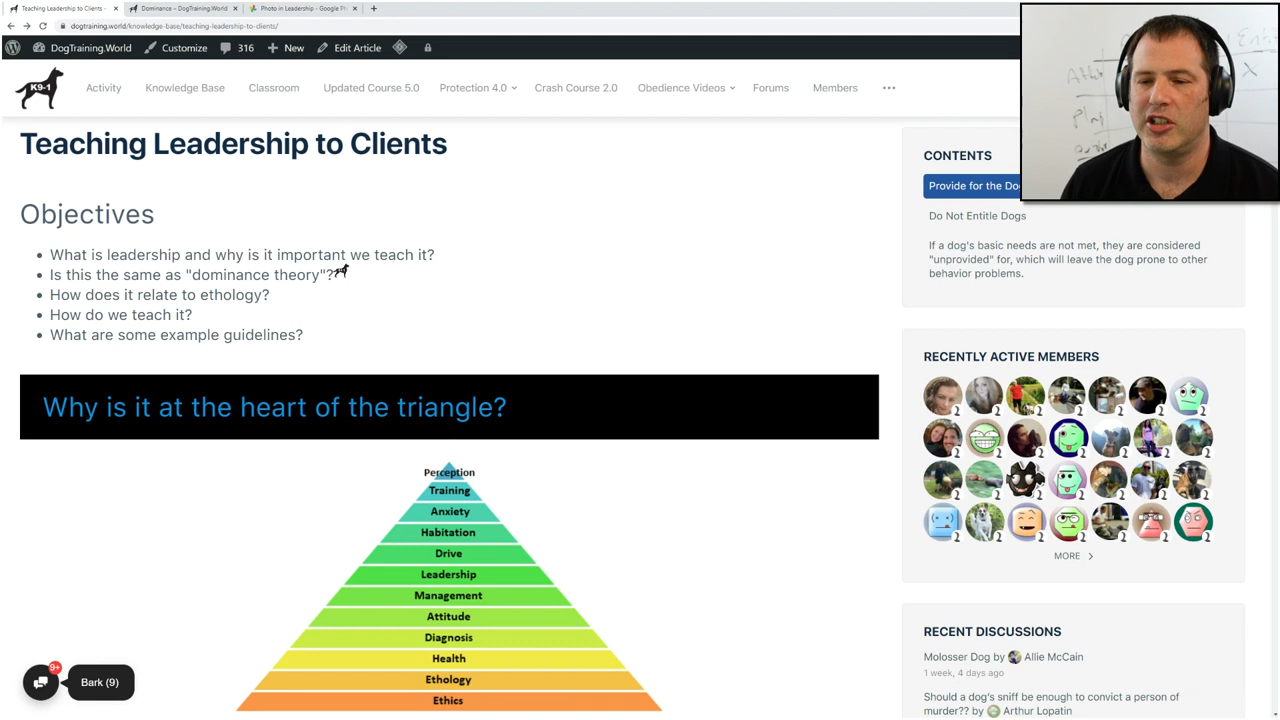 Teaching Leadership to Clients -
Dominance – DogTraining.World
Photo in Leadership - Google Ph
dogtraining.world/knowledge-base/teaching-leadership-to-clients/
DogTraining.World
Customize
316
New
Edit Article
K9-1
Activity
Knowledge Base
Classroom
Updated Course 5.0
Protection 4.0
Crash Course 2.0
Obedience Videos
Forums
Members
Teaching Leadership to Clients
Objectives
What is leadership and why is it important we teach it?
Is this the same as "dominance theory"?
How does it relate to ethology?
How do we teach it?
What are some example guidelines?
Why is it at the heart of the triangle?
Perception
Training
Anxiety
Habitation
Drive
Leadership
Management
Attitude
Diagnosis
Health
Ethology
Ethics
9+
Bark (9)
CONTENTS
Provide for the Do
Do Not Entitle Dogs
If a dog's basic needs are not met, they are considered
"unprovided" for, which will leave the dog prone to other
behavior problems.
RECENTLY ACTIVE MEMBERS
MORE
RECENT DISCUSSIONS
Molosser Dog by Allie McCain
1 week, 4 days ago
Should a dog's sniff be enough to convict a person of
murder?? by Arthur Lopatin